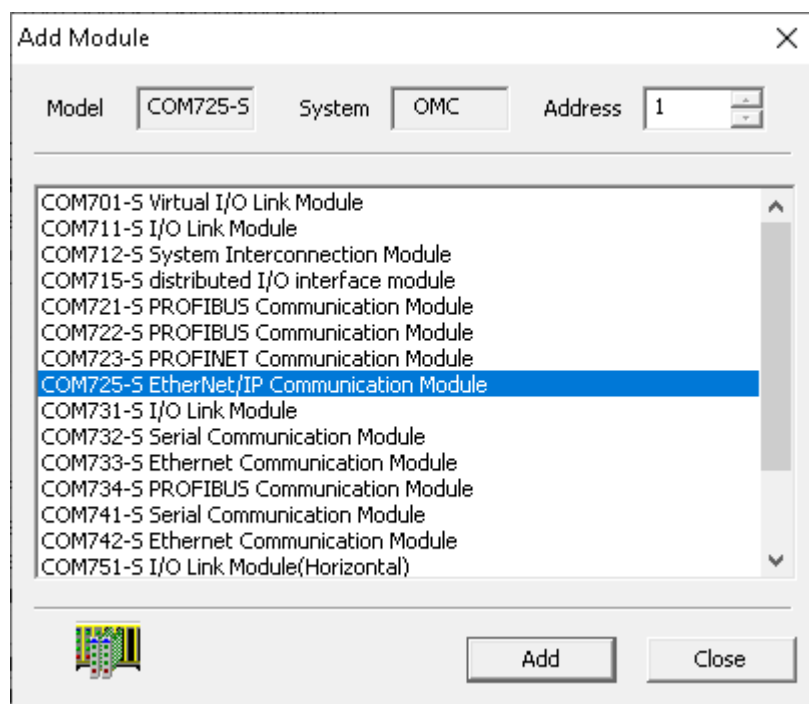 Add Module
Model COM725-S System OMC Address 1
COM701-S Virtual I/O Link Module
COM711-S I/O Link Module
COM712-S System Interconnection Module
COM715-S distributed I/O interface module
COM721-S PROFIBUS Communication Module
COM722-S PROFIBUS Communication Module
COM723-S PROFINET Communication Module
COM725-S EtherNet/IP Communication Module
COM731-S I/O Link Module
COM732-S Serial Communication Module
COM733-S Ethernet Communication Module
COM734-S PROFIBUS Communication Module
COM741-S Serial Communication Module
COM742-S Ethernet Communication Module
COM751-S I/O Link Module(Horizontal)
Add Close